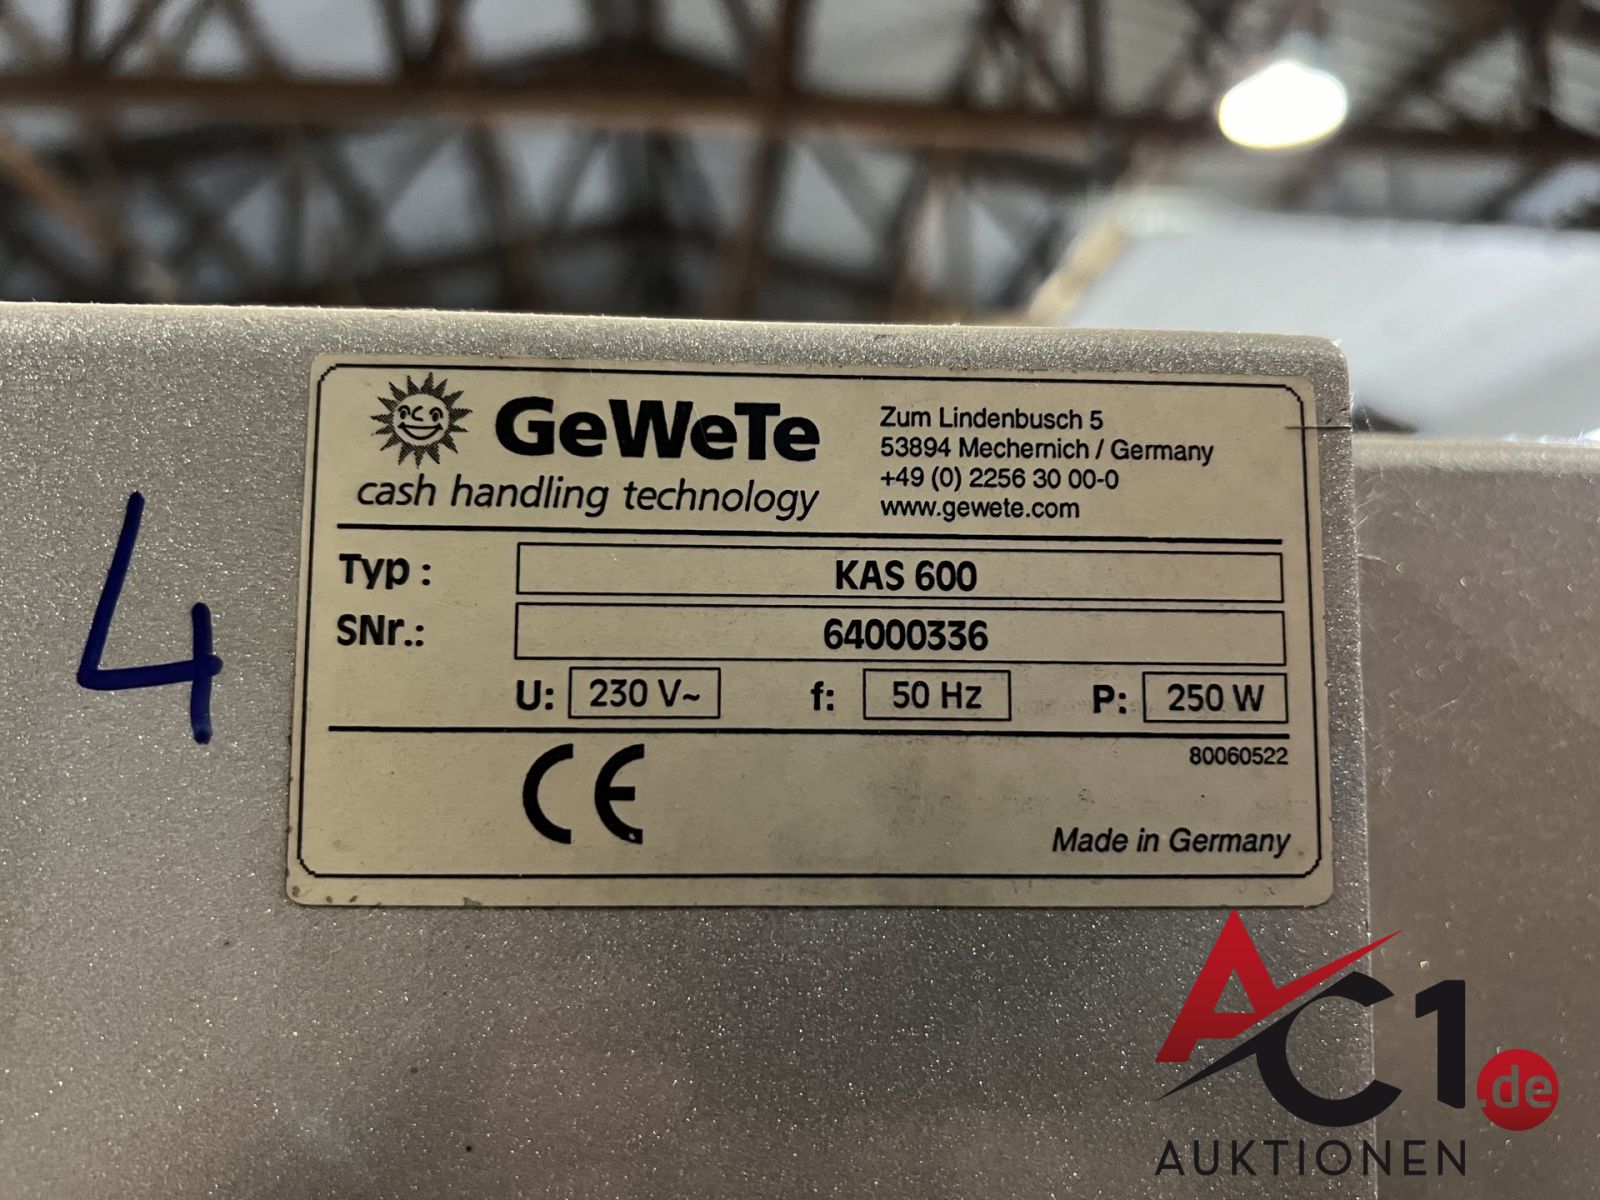 GeWeTe
cash handling technology
Zum Lindenbusch 5
53894 Mechernich / Germany
+49 (0) 2256 30 00-0
www.gewete.com
Typ : KAS 600
SNr.: 64000336
U: 230 V~ f: 50 Hz P: 250 W
80060522
CE
Made in Germany
4
AC1.de
AUKTIONEN